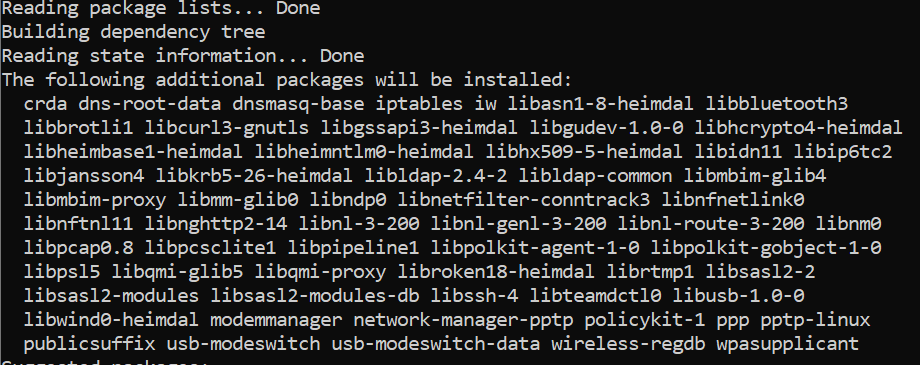 Reading package lists... Done
Building dependency tree
Reading state information... Done
The following additional packages will be installed:
crda dns-root-data dnsmasq-base iptables iw libasn1-8-heimdal libbluetooth3
libbrotli1 libcurl3-gnutls libgssapi3-heimdal libgudev-1.0-0 libhcrypto4-heimdal
libheimbase1-heimdal libheimntlm0-heimdal libhx509-5-heimdal libidn11 libip6tc2
libjansson4 libkrb5-26-heimdal libldap-2.4-2 libldap-common libmbim-glib4
libmbim-proxy libmm-glib0 libndp0 libnetfilter-conntrack3 libnfnetlink0
libnftnl11 libnghttp2-14 libnl-3-200 libnl-genl-3-200 libnl-route-3-200 libnm0
libpcap0.8 libpcsclite1 libpipeline1 libpolkit-agent-1-0 libpolkit-gobject-1-0
libpsl5 libqmi-glib5 libqmi-proxy libroken18-heimdal librtmp1 libsasl2-2
libsasl2-modules libsasl2-modules-db libssh-4 libteamdctl0 libusb-1.0-0
libwind0-heimdal modemmanager network-manager-pptp policykit-1 ppp pptp-linux
publicsuffix usb-modeswitch usb-modeswitch-data wireless-regdb wpasupplicant